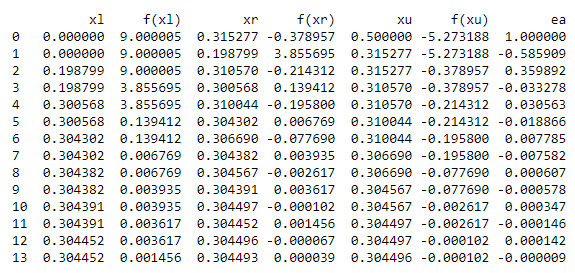 xl f(xl) xr f(xr) xu f(xu) ea
0 0.000000 9.000005 0.315277 -0.378957 0.500000 -5.273188 1.000000
1 0.000000 9.000005 0.198799 3.855695 0.315277 -5.273188 -0.585909
2 0.198799 9.000005 0.310570 -0.214312 0.315277 -0.378957 0.359892
3 0.198799 3.855695 0.300568 0.139412 0.310570 -0.378957 -0.033278
4 0.300568 3.855695 0.310044 -0.195800 0.310570 -0.214312 0.030563
5 0.300568 0.139412 0.304302 0.006769 0.310044 -0.214312 -0.018866
6 0.304302 0.139412 0.306690 -0.077690 0.310044 -0.195800 0.007785
7 0.304302 0.006769 0.304382 0.003935 0.306690 -0.195800 -0.007582
8 0.304382 0.006769 0.304567 -0.002617 0.306690 -0.077690 0.000607
9 0.304382 0.003935 0.304391 0.003617 0.304567 -0.077690 -0.000578
10 0.304391 0.003935 0.304497 -0.000102 0.304567 -0.002617 0.000347
11 0.304391 0.003617 0.304452 0.001456 0.304497 -0.002617 -0.000146
12 0.304452 0.003617 0.304496 -0.000067 0.304497 -0.000102 0.000142
13 0.304452 0.001456 0.304493 0.000039 0.304496 -0.000102 -0.000009